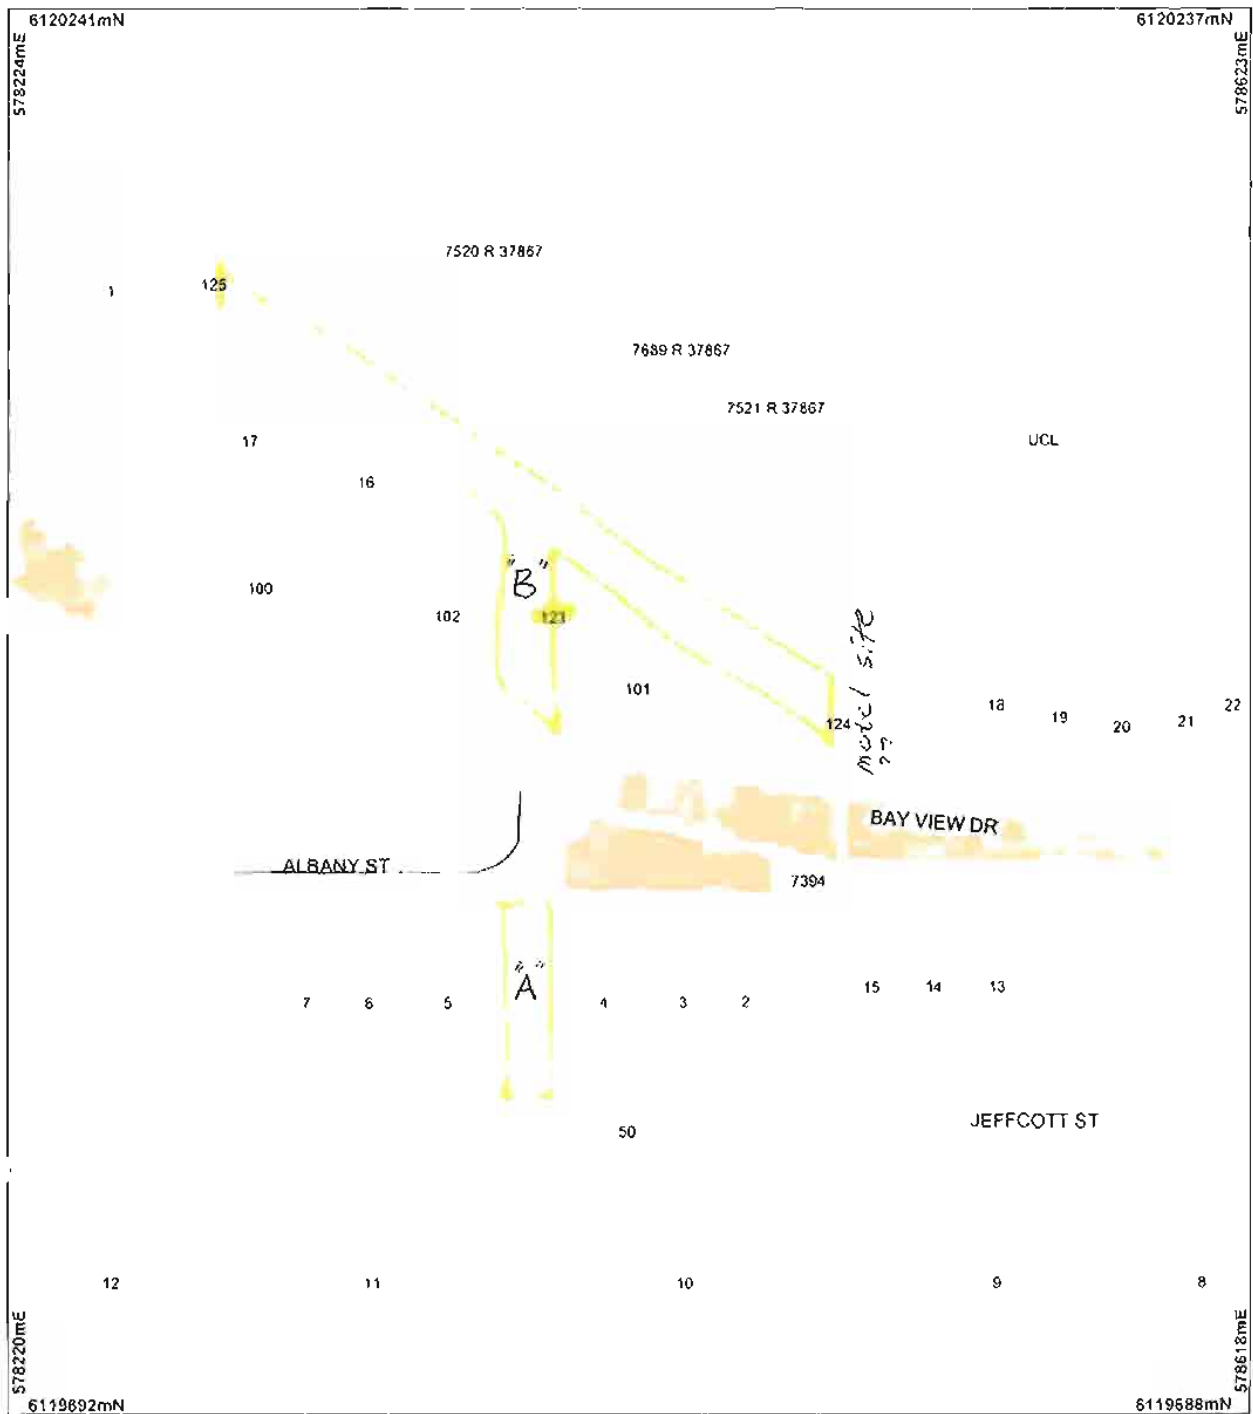 6120241mN 6120237mN
578224mE 578623mE
7520 R 37867
1 125
7689 R 37867
7521 R 37867
17 UCL
16
"B"
100 102 123
model site
??
101
124 18 19 20 21 22
BAY VIEW DR
ALBANY ST
7394
"A"
7 6 5 4 3 2 15 14 13
50 JEFFCOTT ST
12 11 10 9 8
578220mE 578618mE
6119692mN 6119688mN